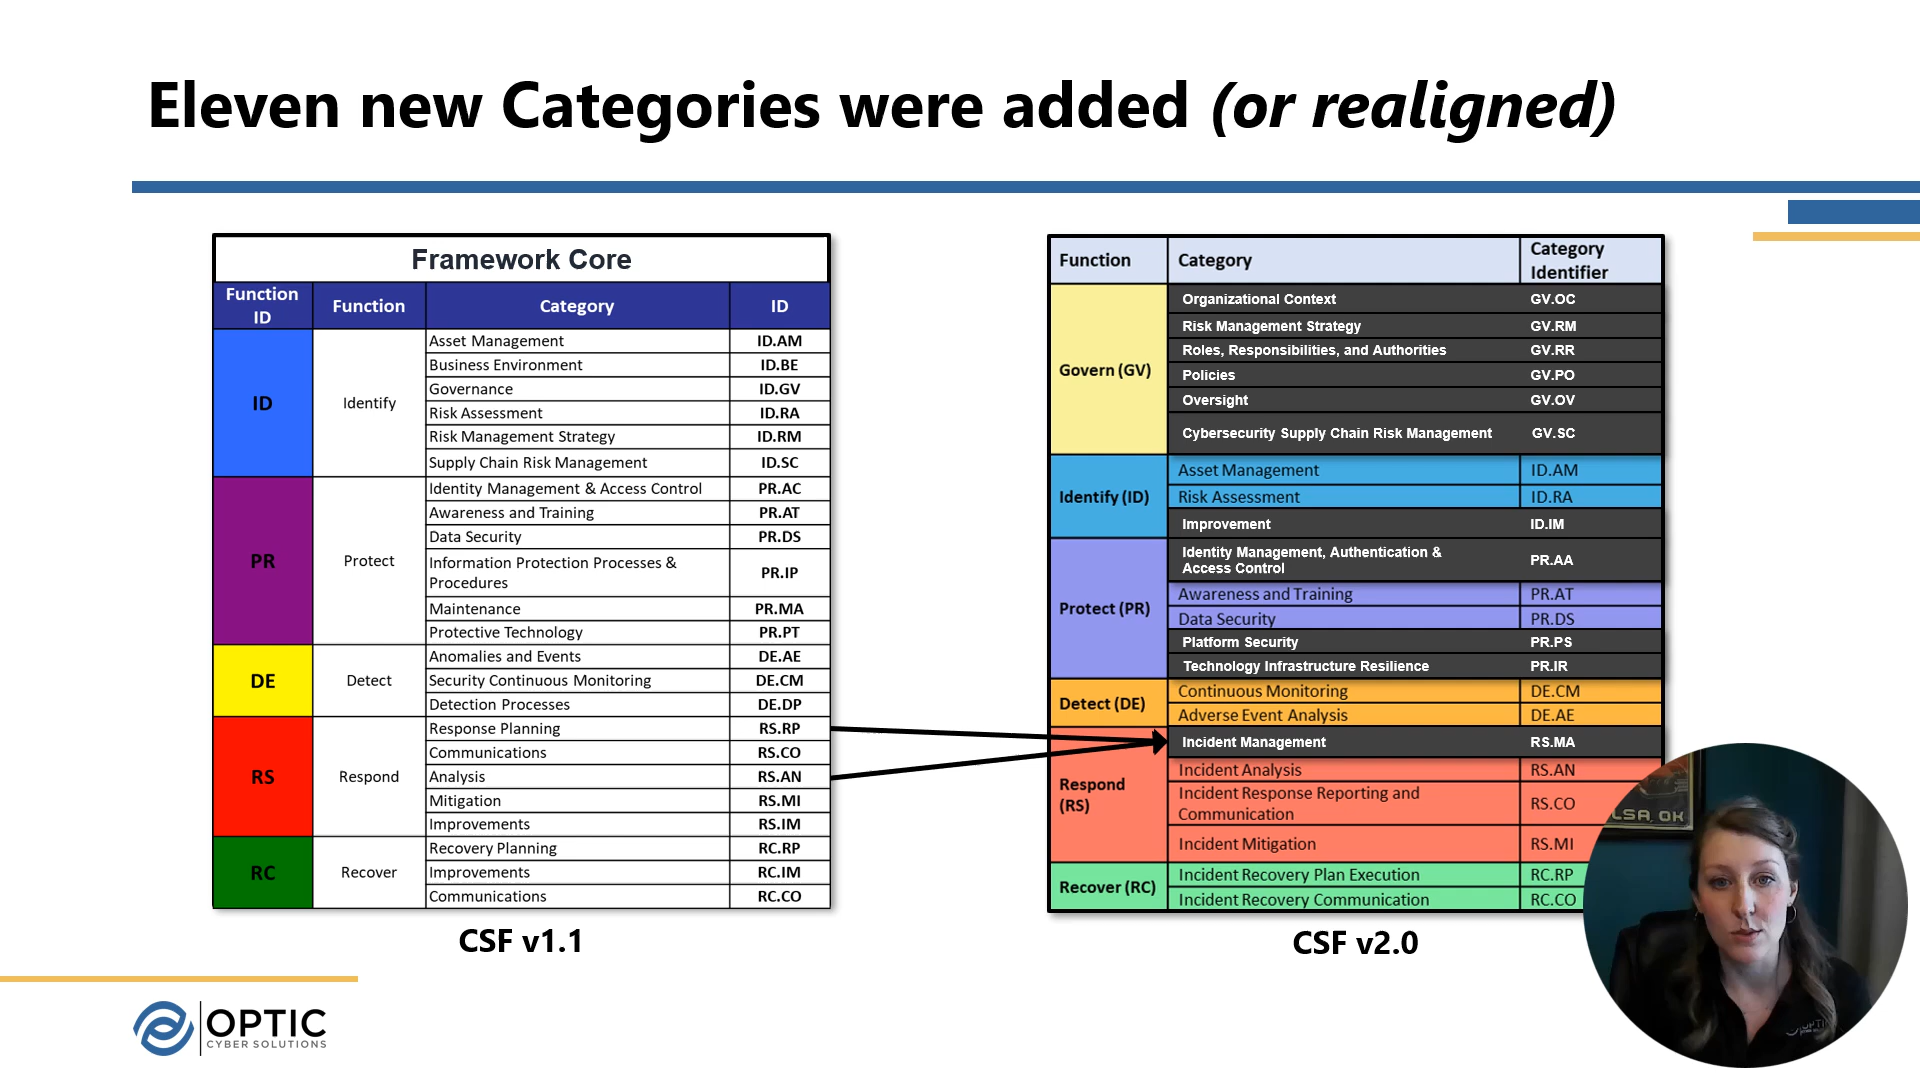 Eleven new Categories were added (or realigned)
Framework Core
Function ID Function Category ID
ID Identify
Asset Management ID.AM
Business Environment ID.BE
Governance ID.GV
Risk Assessment ID.RA
Risk Management Strategy ID.RM
Supply Chain Risk Management ID.SC
PR Protect
Identity Management & Access Control PR.AC
Awareness and Training PR.AT
Data Security PR.DS
Information Protection Processes &
Procedures PR.IP
Maintenance PR.MA
Protective Technology PR.PT
DE Detect
Anomalies and Events DE.AE
Security Continuous Monitoring DE.CM
Detection Processes DE.DP
RS Respond
Response Planning RS.RP
Communications RS.CO
Analysis RS.AN
Mitigation RS.MI
Improvements RS.IM
RC Recover
Recovery Planning RC.RP
Improvements RC.IM
Communications RC.CO
CSF v1.1
Function Category Category Identifier
Govern (GV)
Organizational Context GV.OC
Risk Management Strategy GV.RM
Roles, Responsibilities, and Authorities GV.RR
Policies GV.PO
Oversight GV.OV
Cybersecurity Supply Chain Risk Management GV.SC
Identify (ID)
Asset Management ID.AM
Risk Assessment ID.RA
Improvement ID.IM
Protect (PR)
Identity Management, Authentication &
Access Control PR.AA
Awareness and Training PR.AT
Data Security PR.DS
Platform Security PR.PS
Technology Infrastructure Resilience PR.IR
Detect (DE)
Continuous Monitoring DE.CM
Adverse Event Analysis DE.AE
Respond
(RS)
Incident Management RS.MA
Incident Analysis RS.AN
Incident Response Reporting and
Communication RS.CO
Incident Mitigation RS.MI
Recover (RC)
Incident Recovery Plan Execution RC.RP
Incident Recovery Communication RC.CO
CSF v2.0
LSA, OK
OPTIC
CYBER SOLUTIONS